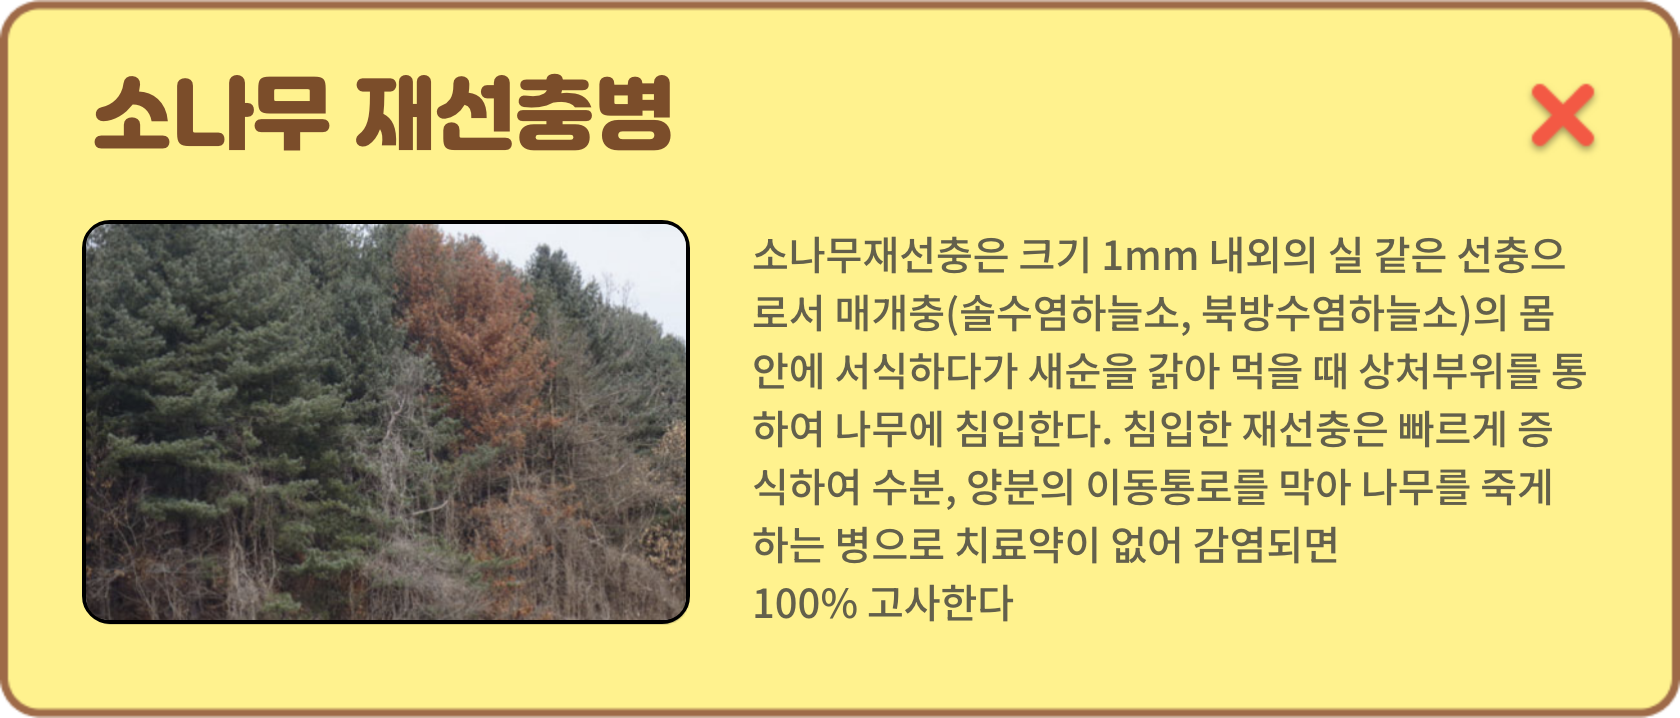 소나무 재선충병
소나무재선충은 크기 1mm 내외의 실 같은 선충으
로서 매개충(솔수염하늘소, 북방수염하늘소)의 몸
안에 서식하다가 새순을 갉아 먹을 때 상처부위를 통
하여 나무에 침입한다. 침입한 재선충은 빠르게 증
식하여 수분, 양분의 이동통로를 막아 나무를 죽게
하는 병으로 치료약이 없어 감염되면
100% 고사한다